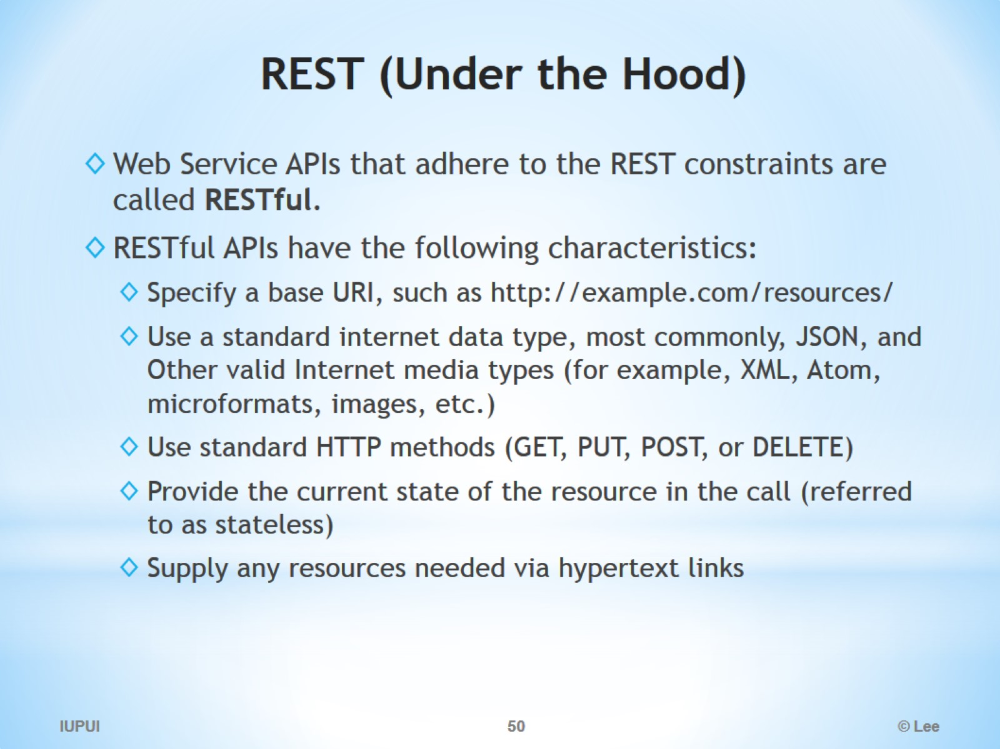 REST (Under the Hood)
Web Service APIs that adhere to the REST constraints are
called RESTful.
RESTful APIs have the following characteristics:
Specify a base URI, such as http://example.com/resources/
Use a standard internet data type, most commonly, JSON, and
Other valid Internet media types (for example, XML, Atom,
microformats, images, etc.)
Use standard HTTP methods (GET, PUT, POST, or DELETE)
Provide the current state of the resource in the call (referred
to as stateless)
Supply any resources needed via hypertext links
IUPUI
50
© Lee